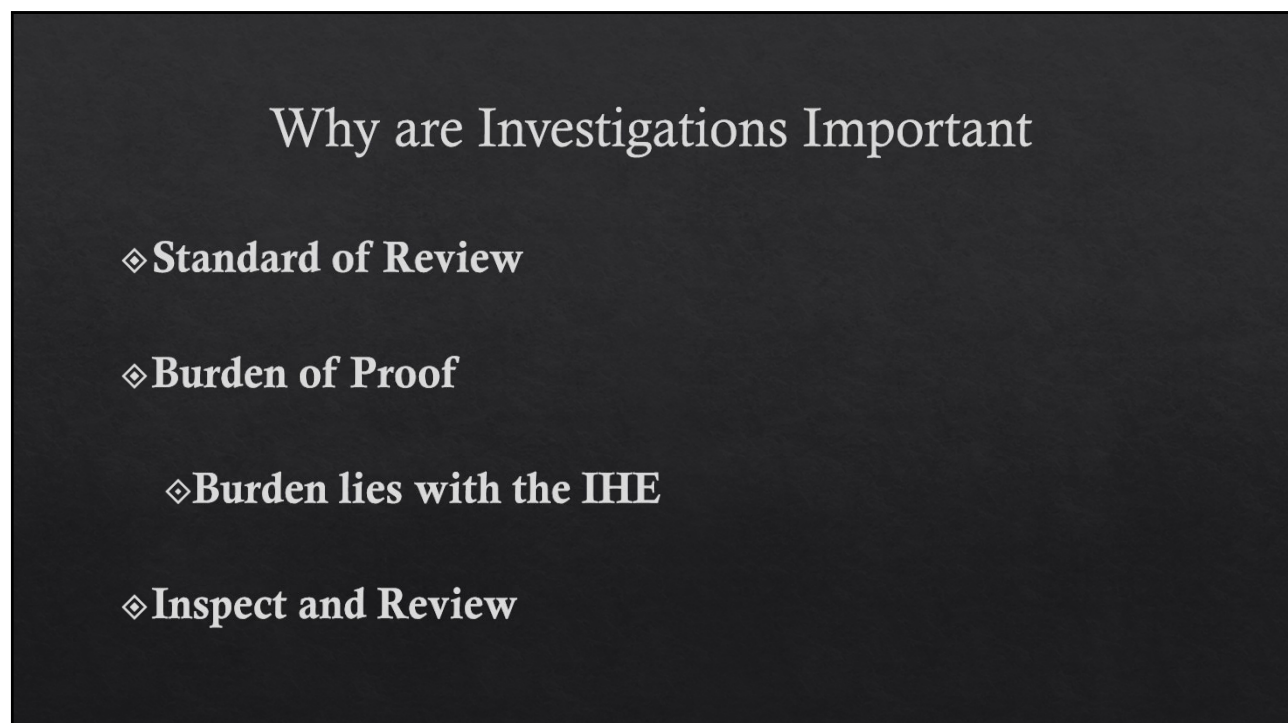 Why are Investigations Important
Standard of Review
Burden of Proof
Burden lies with the IHE
Inspect and Review